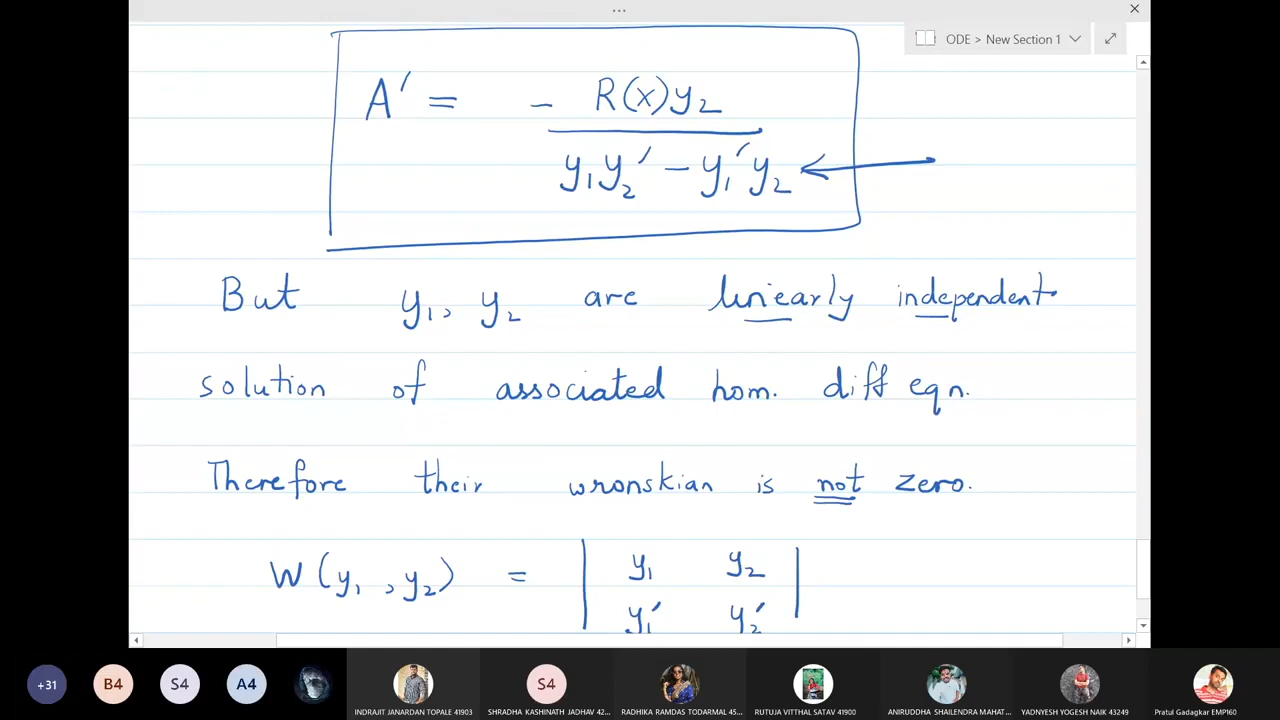 ODE > New Section 1
A' = - R(x)y₂
y₁y₂' - y₁'y₂
But y₁, y₂ are linearly independent
solution of associated hom. diff eqn.
Therefore their wronskian is not zero.
W(y₁, y₂) = | y₁ y₂ |
y₁' y₂'
+31 B4 S4 A4 S4
INDRAJIT JANARDAN TOPALE 41903 SHRADHA KASHINATH JADHAV 42... RADHIKA RAMDAS TODARMAL 45... RUTUJA VITTHAL SATAV 41900 ANIRUDDHA SHAILENDRA MAHAT... YADNYESH YOGESH NAIK 43249 Pratul Gadagkar EMP160